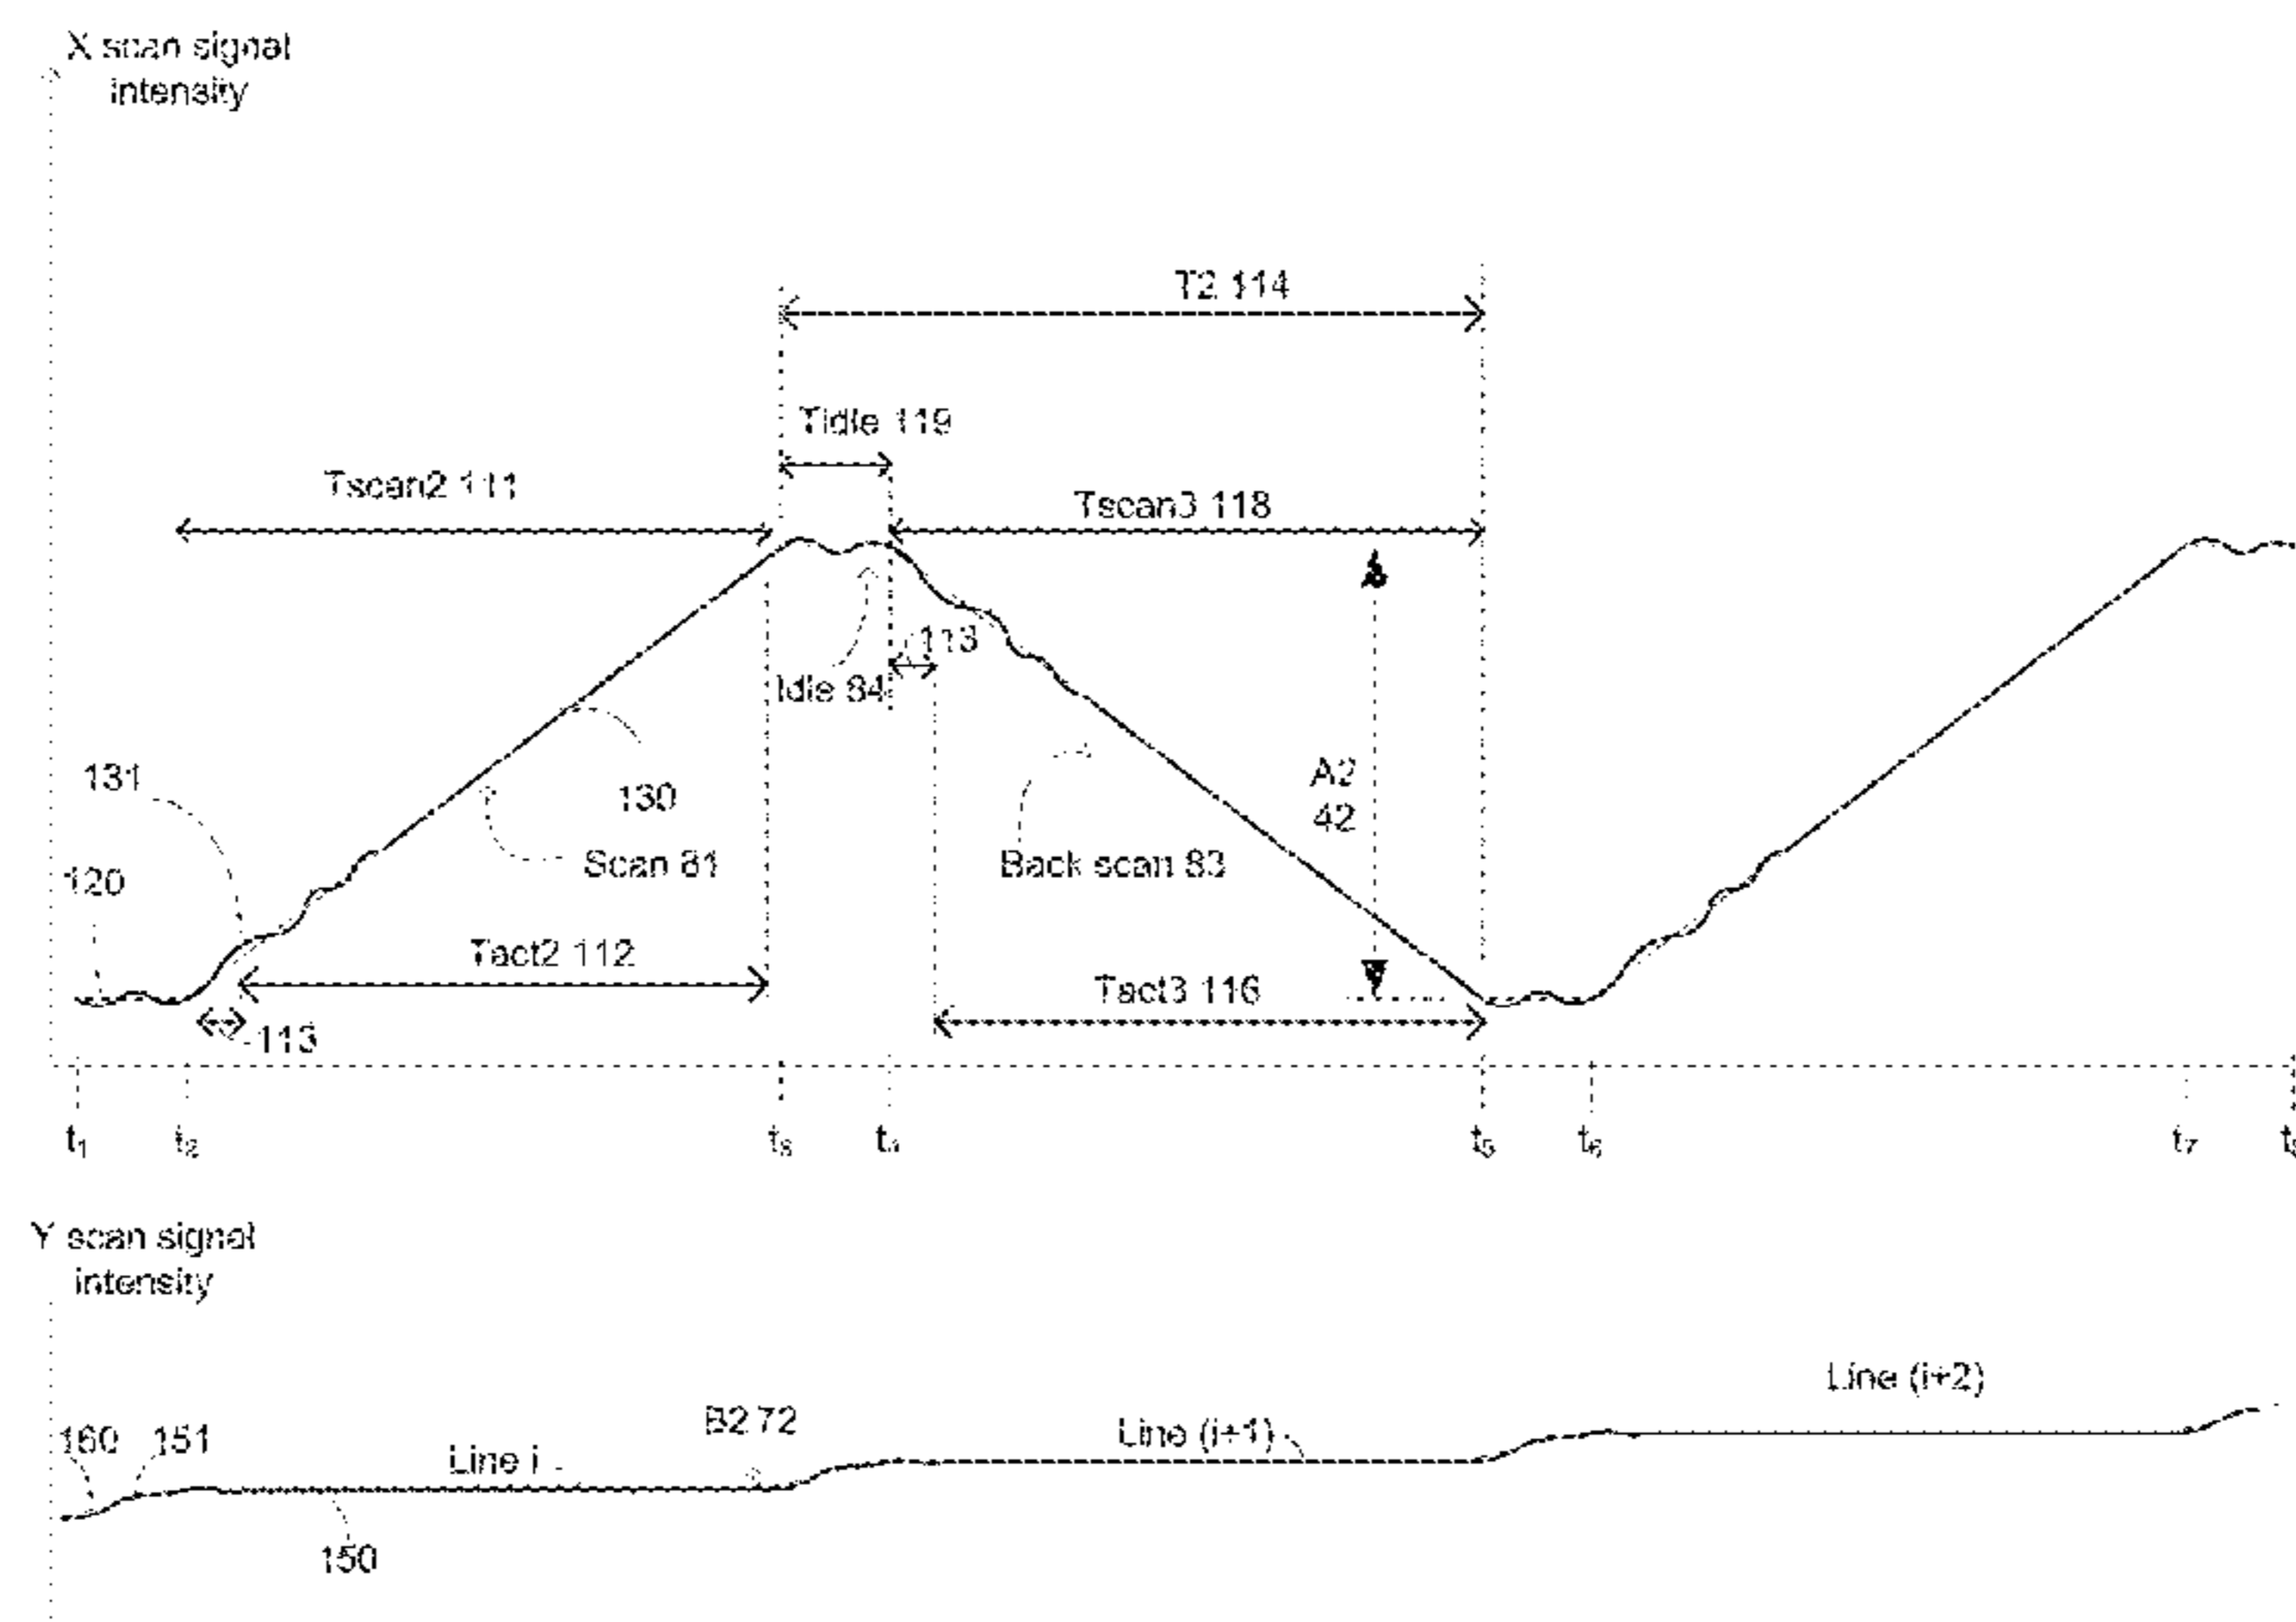 X scan signal
intensity
T2 114
Tidle 119
Tscan2 111
Tscan3 118
113
Idle 84
131
130
A2
42
Scan 81
Back scan 83
120
Tact2 112
Tact3 116
113
t1 t2 t3 t4 t5 t6 t7
Y scan signal
intensity
Line (i+2)
B2 72
Line (i+1)
160 151
Line i
150